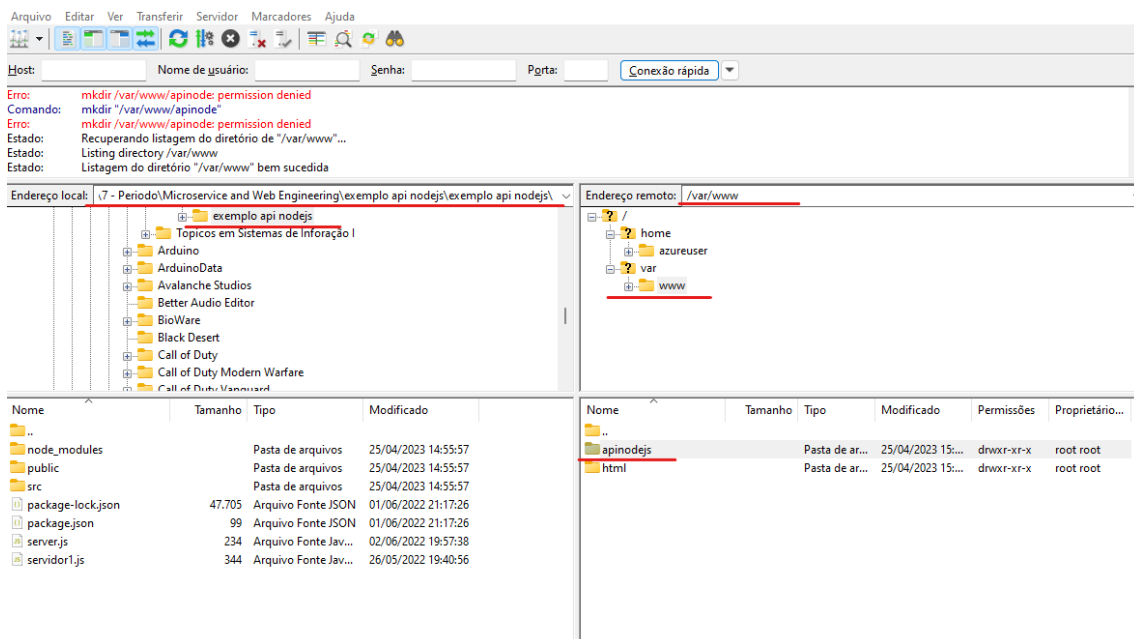 Arquivo Editar Ver Transferir Servidor Marcadores Ajuda
Host: Nome de usuário: Senha: Porta: Conexão rápida
Erro: mkdir /var/www/apinode: permission denied
Comando: mkdir "/var/www/apinode"
Erro: mkdir /var/www/apinode: permission denied
Estado: Recuperando listagem do diretório de "/var/www"...
Estado: Listing directory /var/www
Estado: Listagem do diretório "/var/www" bem sucedida
Endereço local: \7 - Periodo\Microservice and Web Engineering\exemplo api nodejs\exemplo api nodejs\
exemplo api nodejs
Topicos em Sistemas de Inforação I
Arduino
ArduinoData
Avalanche Studios
Better Audio Editor
BioWare
Black Desert
Call of Duty
Call of Duty Modern Warfare
Call of Duty Vanguard
Endereço remoto: /var/www
/
home
azureuser
var
www
Nome Tamanho Tipo Modificado
..
node_modules Pasta de arquivos 25/04/2023 14:55:57
public Pasta de arquivos 25/04/2023 14:55:57
src Pasta de arquivos 25/04/2023 14:55:57
package-lock.json 47.705 Arquivo Fonte JSON 01/06/2022 21:17:26
package.json 99 Arquivo Fonte JSON 01/06/2022 21:17:26
server.js 234 Arquivo Fonte Jav... 02/06/2022 19:57:38
servidor1.js 344 Arquivo Fonte Jav... 26/05/2022 19:40:56
Nome Tamanho Tipo Modificado Permissões Proprietário...
..
apinodejs Pasta de ar... 25/04/2023 15:... drwxr-xr-x root root
html Pasta de ar... 25/04/2023 15:... drwxr-xr-x root root